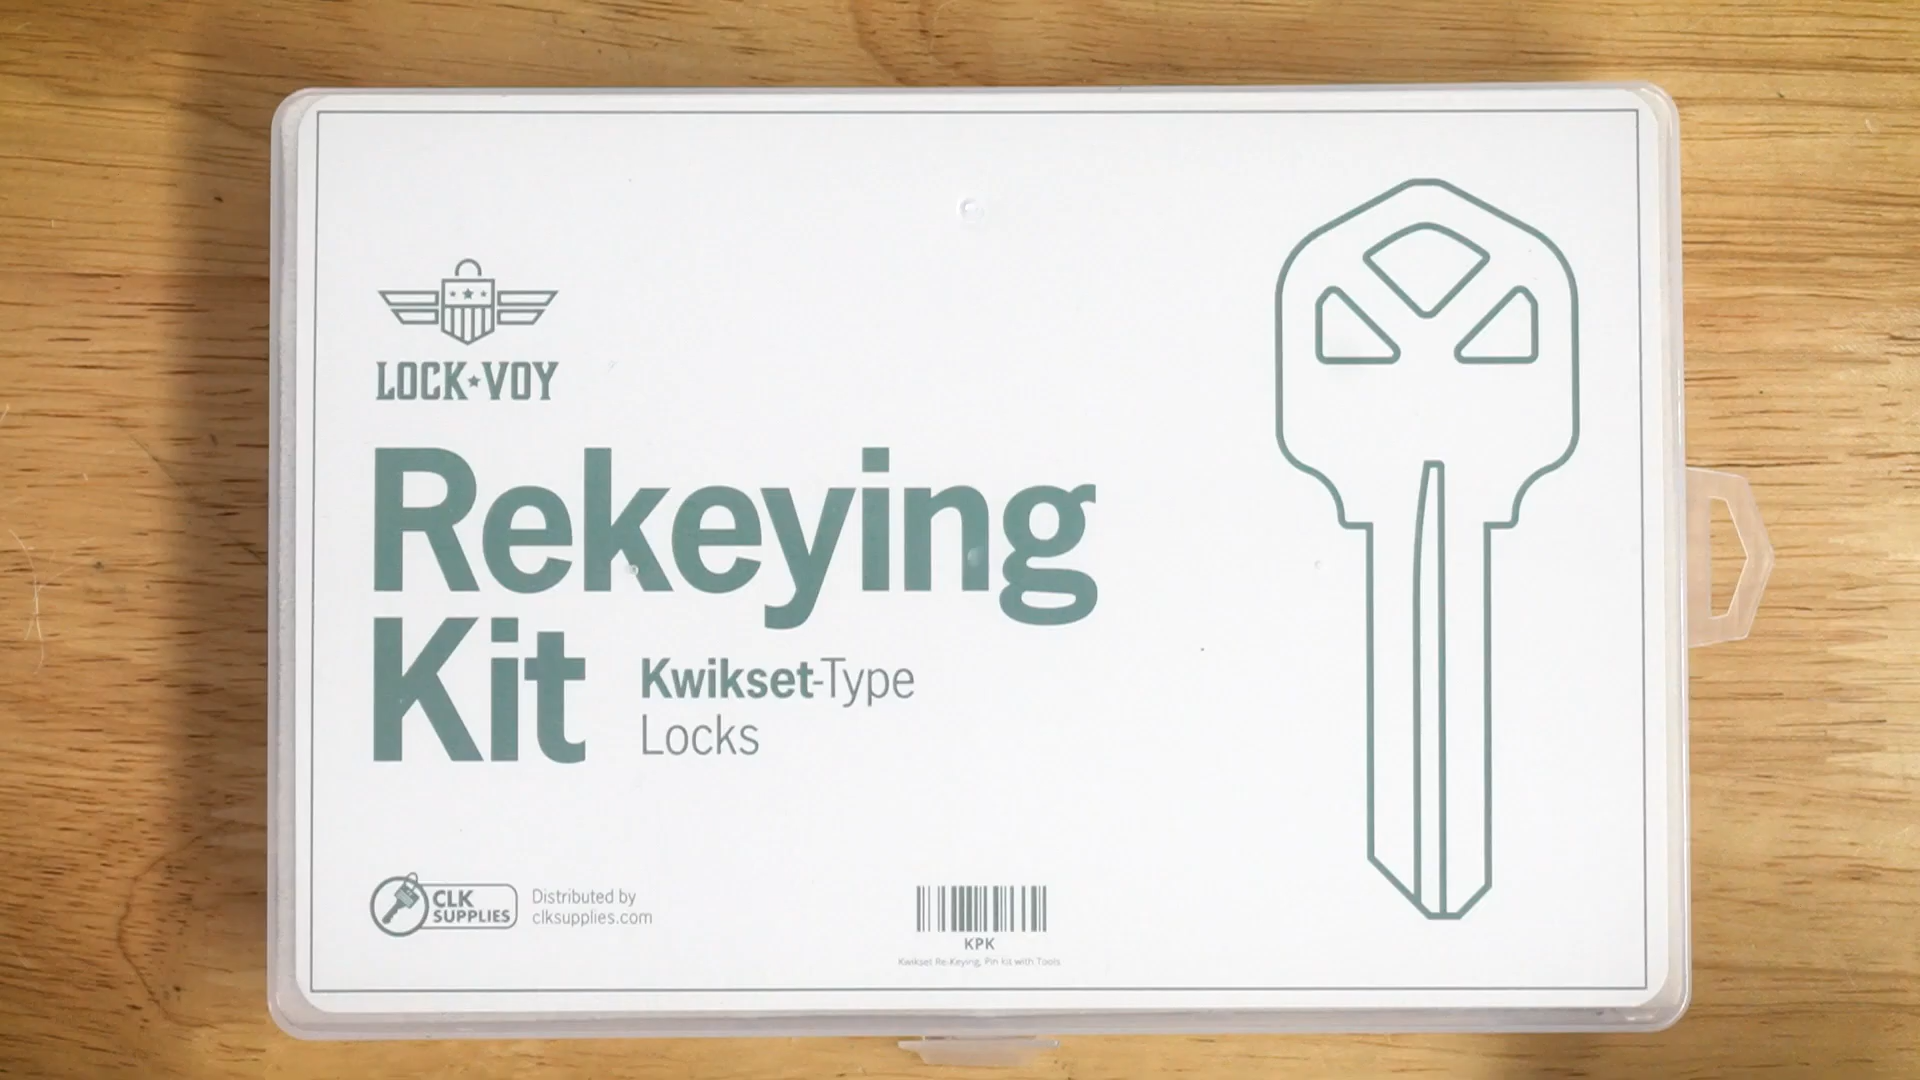 LOCK★VOY
Rekeying
Kit
Kwikset-Type
Locks
CLK
SUPPLIES
Distributed by
clksupplies.com
KPK
Kwikset Re-Keying, Pin kit with Tools